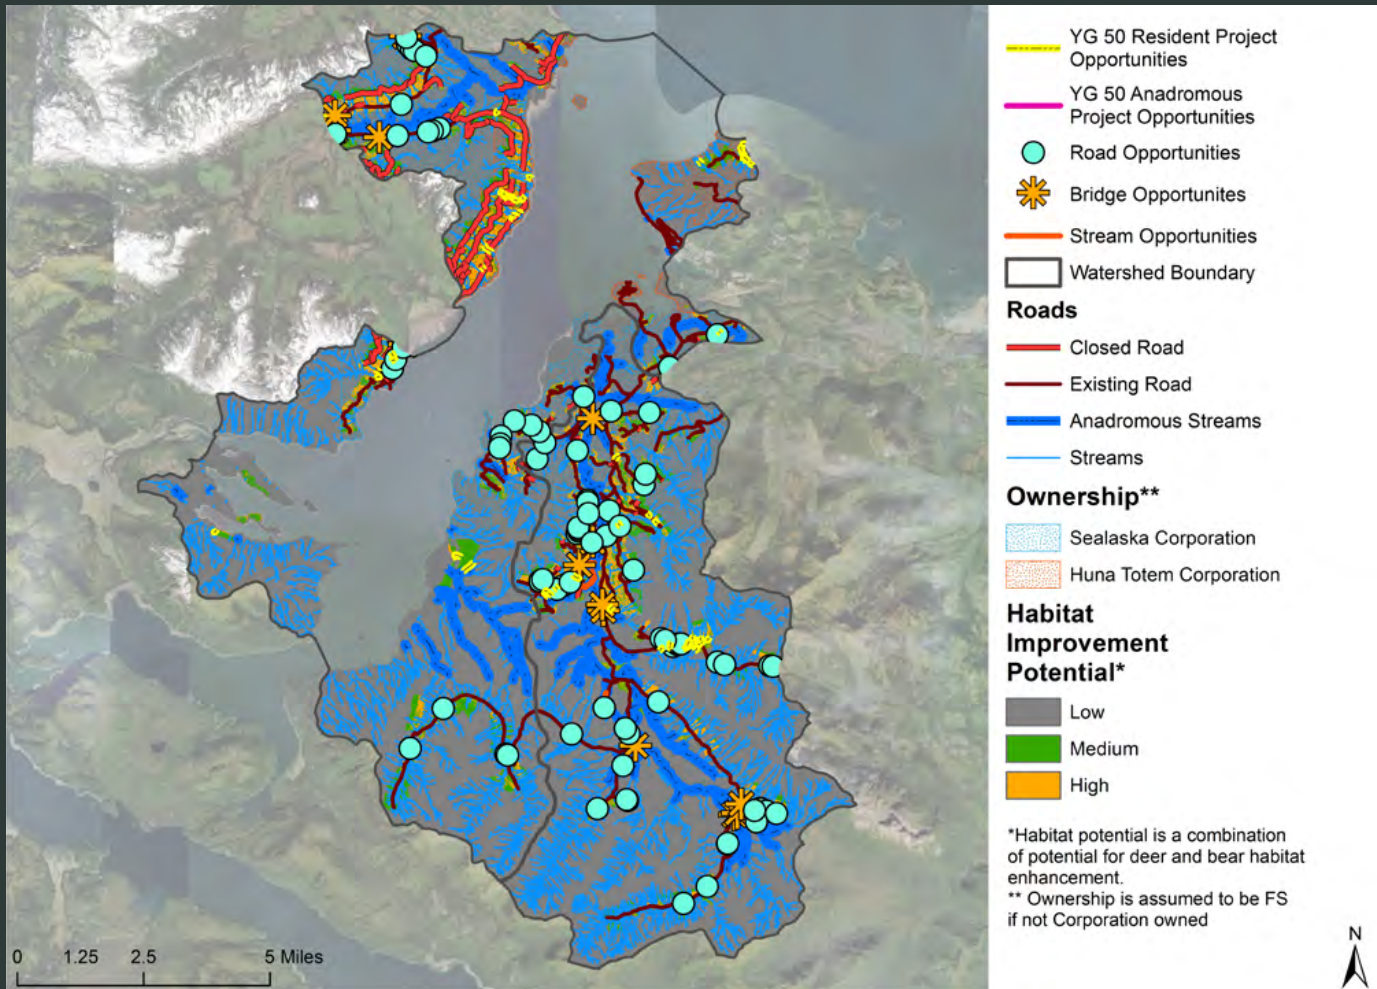 YG 50 Resident Project
Opportunities
YG 50 Anadromous
Project Opportunities
Road Opportunities
Bridge Opportunites
Stream Opportunities
Watershed Boundary
Roads
Closed Road
Existing Road
Anadromous Streams
Streams
Ownership**
Sealaska Corporation
Huna Totem Corporation
Habitat
Improvement
Potential*
Low
Medium
High
*Habitat potential is a combination
of potential for deer and bear habitat
enhancement.
** Ownership is assumed to be FS
if not Corporation owned
N
0 1.25 2.5 5 Miles